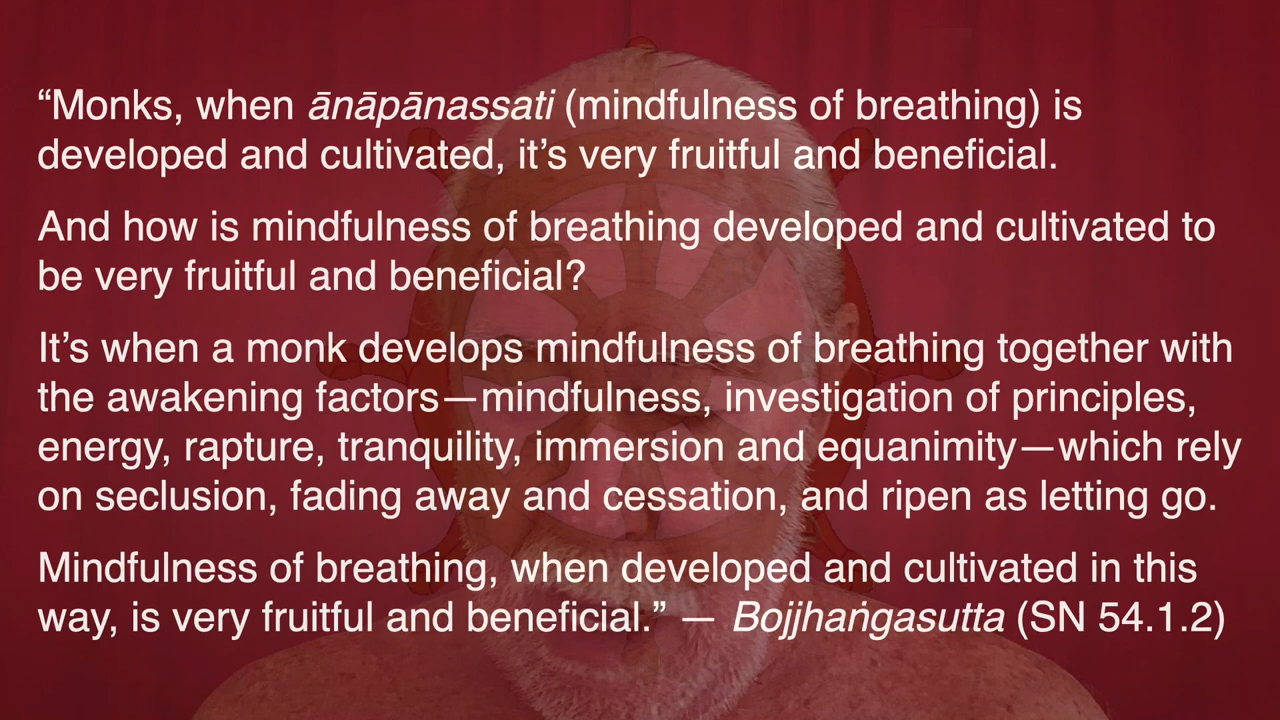 “Monks, when ānāpānassati (mindfulness of breathing) is
developed and cultivated, it’s very fruitful and beneficial.
And how is mindfulness of breathing developed and cultivated to
be very fruitful and beneficial?
It’s when a monk develops mindfulness of breathing together with
the awakening factors—mindfulness, investigation of principles,
energy, rapture, tranquility, immersion and equanimity—which rely
on seclusion, fading away and cessation, and ripen as letting go.
Mindfulness of breathing, when developed and cultivated in this
way, is very fruitful and beneficial.” — Bojjhaṅgasutta (SN 54.1.2)